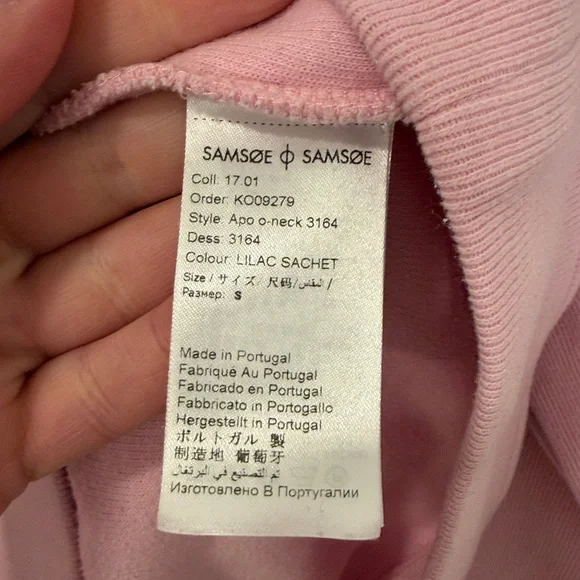 SAMSØE ɸ SAMSØE
Coll: 17.01
Order: KO09279
Style: Apo o-neck 3164
Dess: 3164
Colour: LILAC SACHET
Size / サイズ / 尺码 / المقاس /
Размер: S
Made in Portugal
Fabriqué Au Portugal
Fabricado en Portugal
Fabbricato in Portogallo
Hergestellt in Portugal
ポルトガル 製
制造地 葡萄牙
تم التصنيع في البرتغال
Изготовлено В Португалии